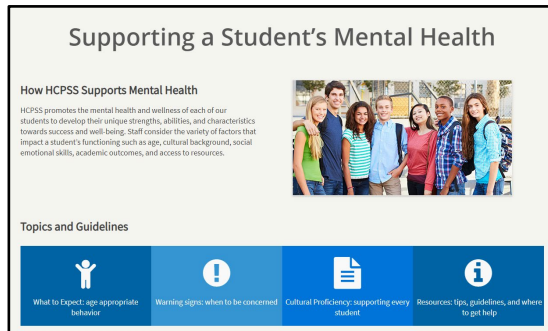 Supporting a Student's Mental Health
How HCPSS Supports Mental Health
HCPSS promotes the mental health and wellness of each of our
students to develop their unique strengths, abilities, and characteristics
towards success and well-being. Staff consider the variety of factors that
impact a student's functioning such as age, cultural background, social
emotional skills, academic outcomes, and access to resources.
Topics and Guidelines
What to Expect: age appropriate
behavior
Warning signs: when to be concerned
Cultural Proficiency: supporting every
student
Resources: tips, guidelines, and where
to get help